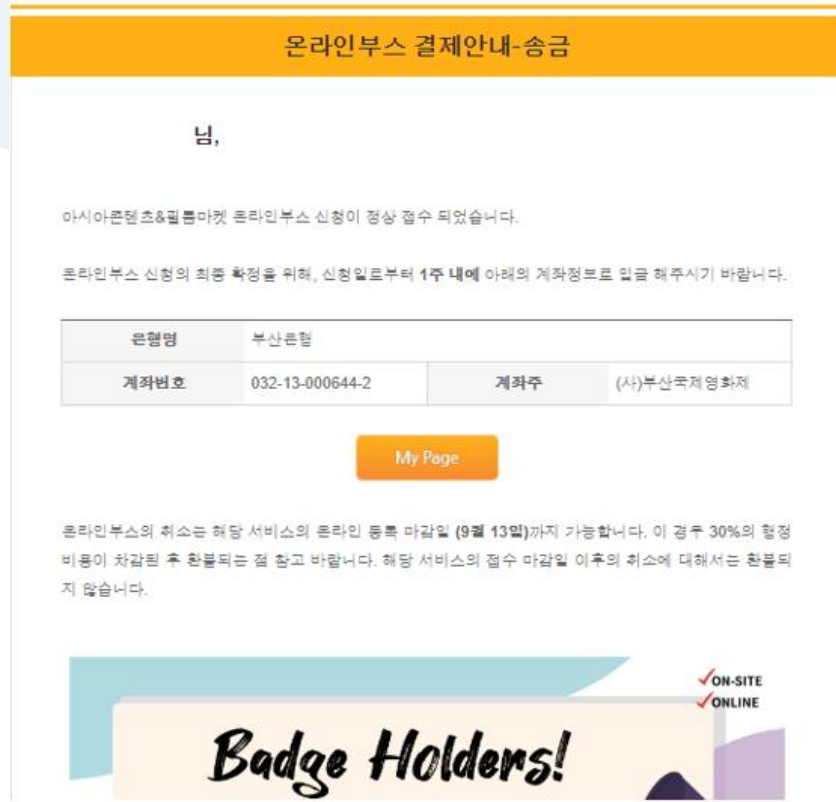 온라인부스 결제안내-송금
님,
아시아콘텐츠&필름마켓 온라인부스 신청이 정상 접수 되었습니다.
온라인부스 신청의 최종 확정을 위해, 신청일로부터 1주 내에 아래의 계좌정보로 입금 해주시기 바랍니다.
은행명 부산은행
계좌번호 032-13-000644-2 계좌주 (사)부산국제영화제
My Page
온라인부스의 취소는 해당 서비스의 온라인 등록 마감일 (9월 13일)까지 가능합니다. 이 경우 30%의 행정
비용이 차감된 후 환불되는 점 참고 바랍니다. 해당 서비스의 접수 마감일 이후의 취소에 대해서는 환불되
지 않습니다.
ON-SITE
ONLINE
Badge Holders!